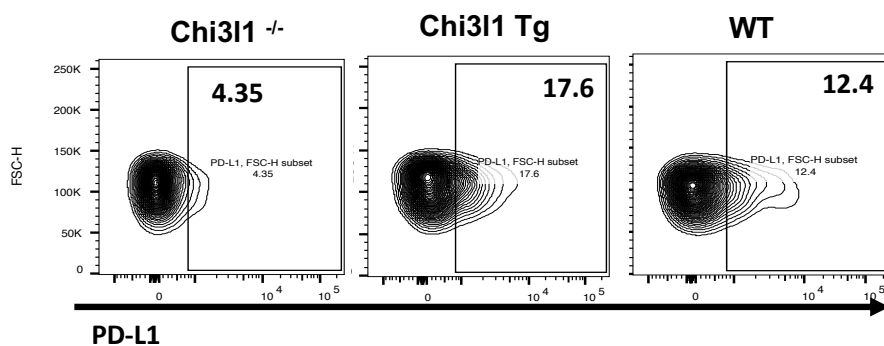 Chi3l1 -/-
Chi3l1 Tg
WT
250K
200K
150K
100K
50K
0
FSC-H
4.35
PD-L1, FSC-H subset
4.35
0
10^4
10^5
17.6
PD-L1, FSC-H subset
17.6
0
10^4
10^5
12.4
PD-L1, FSC-H subset
12.4
0
10^4
10^5
PD-L1